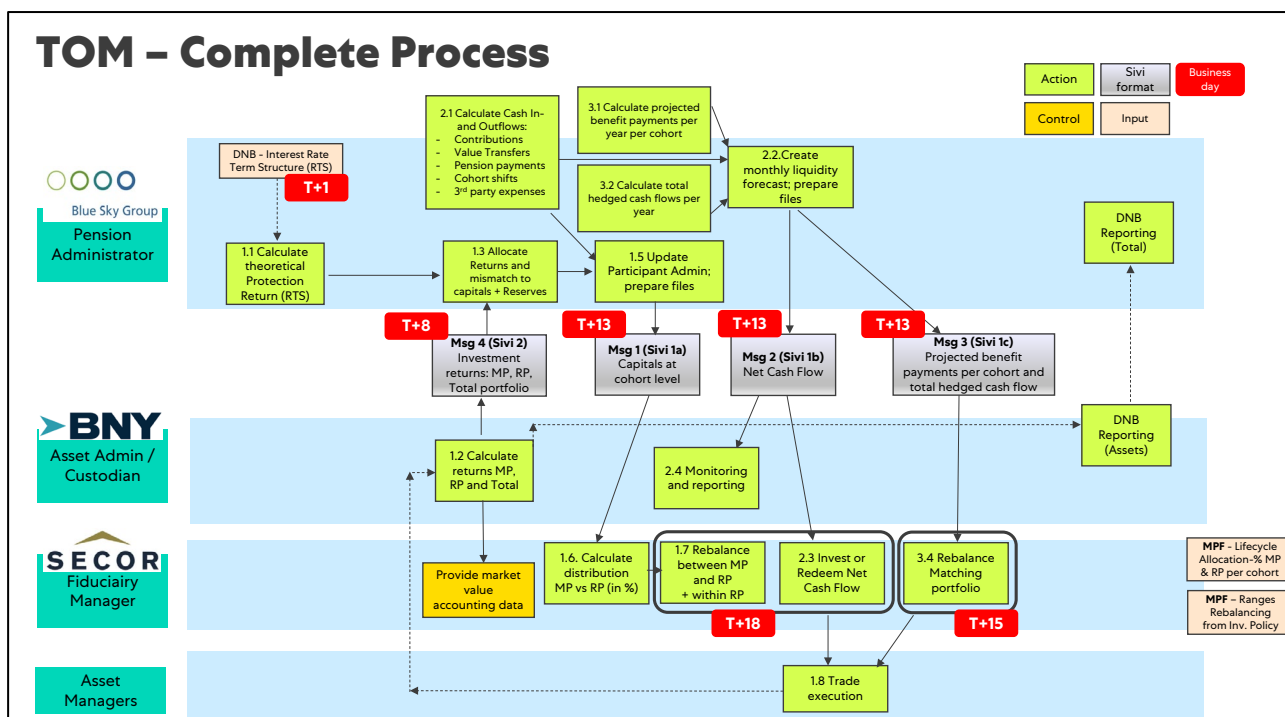 TOM – Complete Process
Action
Sivi
format
Business
day
Control
Input
2.1 Calculate Cash In-
and Outflows:
- Contributions
- Value Transfers
- Pension payments
- Cohort shifts
- 3rd party expenses
3.1 Calculate projected
benefit payments per
year per cohort
3.2 Calculate total
hedged cash flows per
year
2.2.Create
monthly liquidity
forecast; prepare
files
DNB - Interest Rate
Term Structure (RTS)
T+1
Blue Sky Group
Pension
Administrator
1.1 Calculate
theoretical
Protection
Return (RTS)
1.3 Allocate
Returns and
mismatch to
capitals + Reserves
1.5 Update
Participant Admin;
prepare files
DNB
Reporting
(Total)
T+8
T+13
T+13
T+13
Msg 4 (Sivi 2)
Investment
returns: MP, RP,
Total portfolio
Msg 1 (Sivi 1a)
Capitals at
cohort level
Msg 2 (Sivi 1b)
Net Cash Flow
Msg 3 (Sivi 1c)
Projected benefit
payments per cohort and
total hedged cash flow
BNY
Asset Admin /
Custodian
1.2 Calculate
returns MP,
RP and Total
2.4 Monitoring
and reporting
DNB
Reporting
(Assets)
SECOR
Fiduciairy
Manager
Provide market
value
accounting data
1.6. Calculate
distribution
MP vs RP (in %)
1.7 Rebalance
between MP
and RP
+ within RP
2.3 Invest or
Redeem Net
Cash Flow
3.4 Rebalance
Matching
portfolio
MPF - Lifecycle
Allocation-% MP
& RP per cohort
MPF – Ranges
Rebalancing
from Inv. Policy
T+18
T+15
Asset
Managers
1.8 Trade
execution